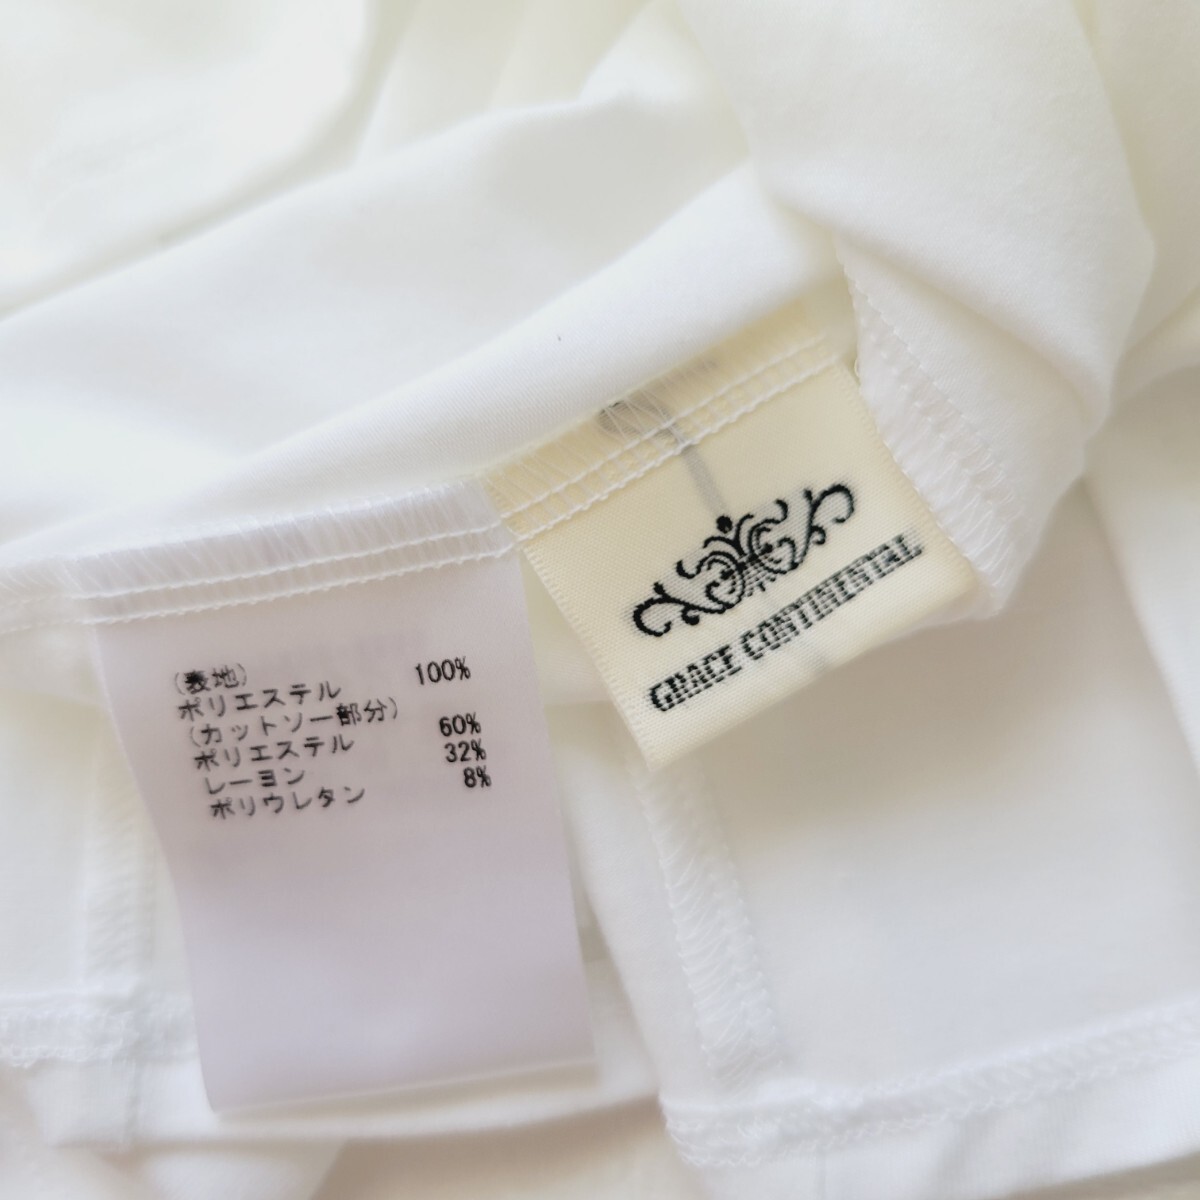 (表地)
ポリエステル 100%
(カットソー部分)
ポリエステル 60%
レーヨン 32%
ポリウレタン 8%
GRACE CONTINENTAL